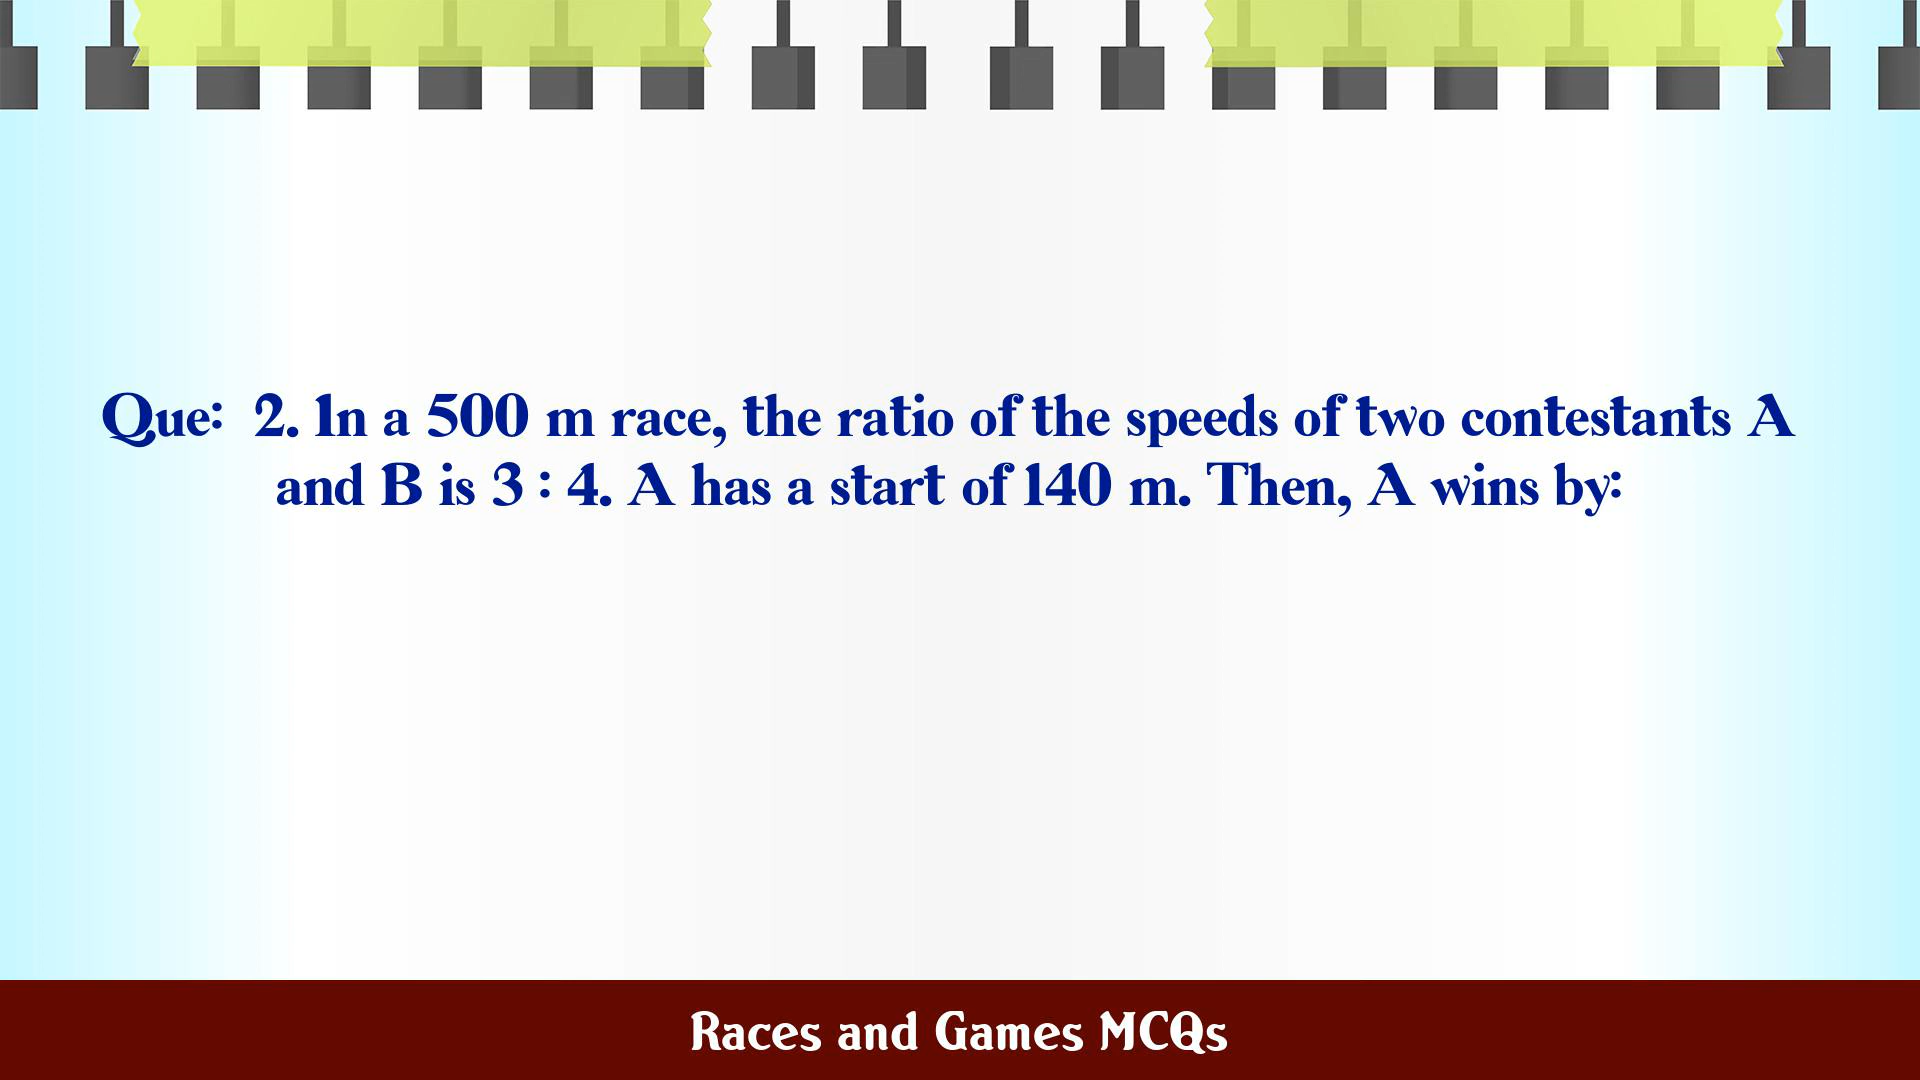 Que: 2. In a 500 m race, the ratio of the speeds of two contestants A
and B is 3 : 4. A has a start of 140 m. Then, A wins by:
Races and Games MCQs